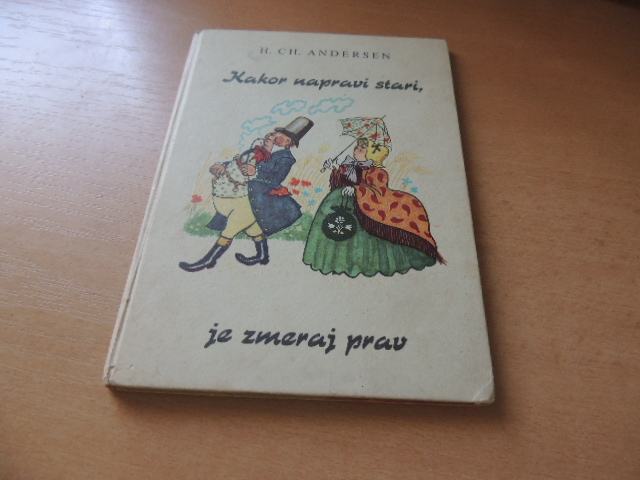 H. CH. ANDERSEN
Kakor napravi stari,
je zmeraj prav